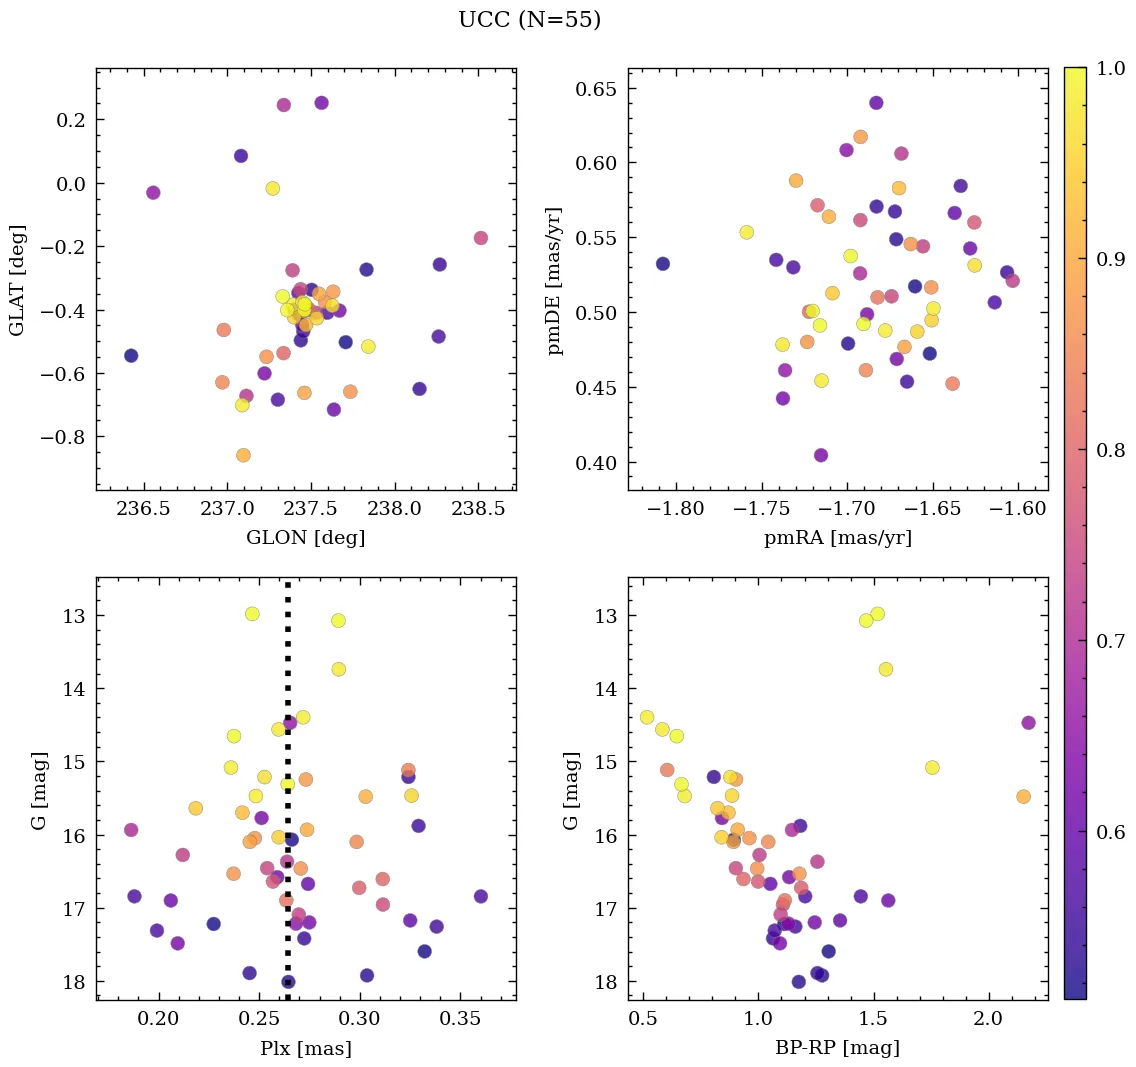 UCC (N=55)
0.2
0.0
−0.2
−0.4
−0.6
−0.8
GLAT [deg]
236.5 237.0 237.5 238.0 238.5
GLON [deg]
0.65
0.60
0.55
0.50
0.45
0.40
pmDE [mas/yr]
−1.80 −1.75 −1.70 −1.65 −1.60
pmRA [mas/yr]
1.0
0.9
0.8
0.7
0.6
13
14
15
16
17
18
G [mag]
0.20 0.25 0.30 0.35
Plx [mas]
13
14
15
16
17
18
G [mag]
0.5 1.0 1.5 2.0
BP-RP [mag]